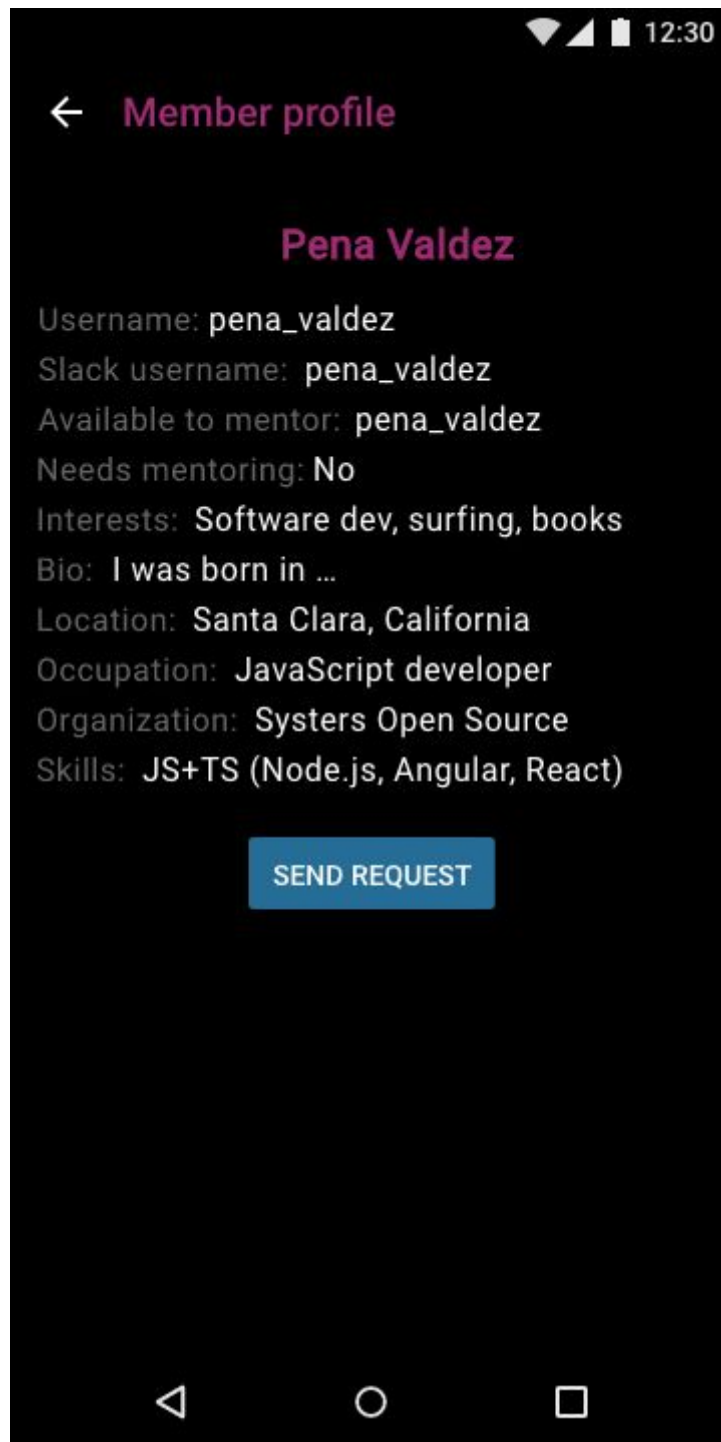 12:30
Member profile
Pena Valdez
Username: pena_valdez
Slack username: pena_valdez
Available to mentor: pena_valdez
Needs mentoring: No
Interests: Software dev, surfing, books
Bio: I was born in ...
Location: Santa Clara, California
Occupation: JavaScript developer
Organization: Systers Open Source
Skills: JS+TS (Node.js, Angular, React)
SEND REQUEST